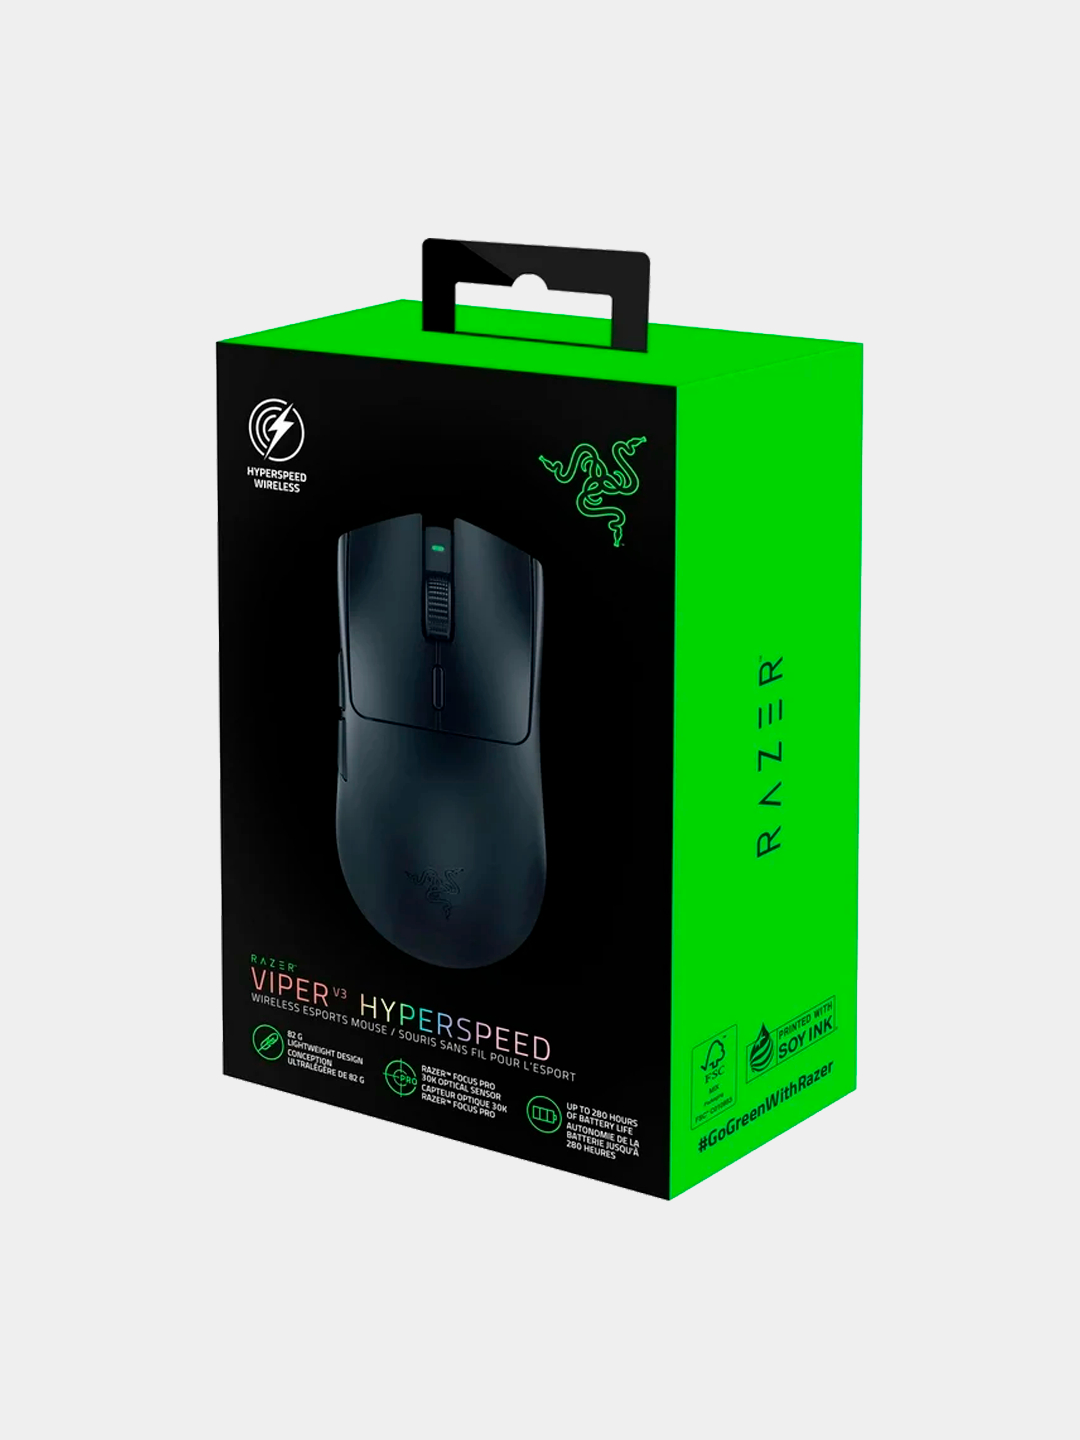 HYPERSPEED
WIRELESS
RAZER™
VIPER V3 HYPERSPEED
WIRELESS ESPORTS MOUSE / SOURIS SANS FIL POUR L'ESPORT
82 G
LIGHTWEIGHT DESIGN
CONCEPTION
ULTRALÉGÈRE DE 82 G
PRO
RAZER™ FOCUS PRO
30K OPTICAL SENSOR
CAPTEUR OPTIQUE 30K
RAZER™ FOCUS PRO
UP TO 280 HOURS
OF BATTERY LIFE
AUTONOMIE DE LA
BATTERIE JUSQU'À
280 HEURES
RAZER
FSC
MIX
PRINTED WITH
SOY INK
#GoGreenWithRazer